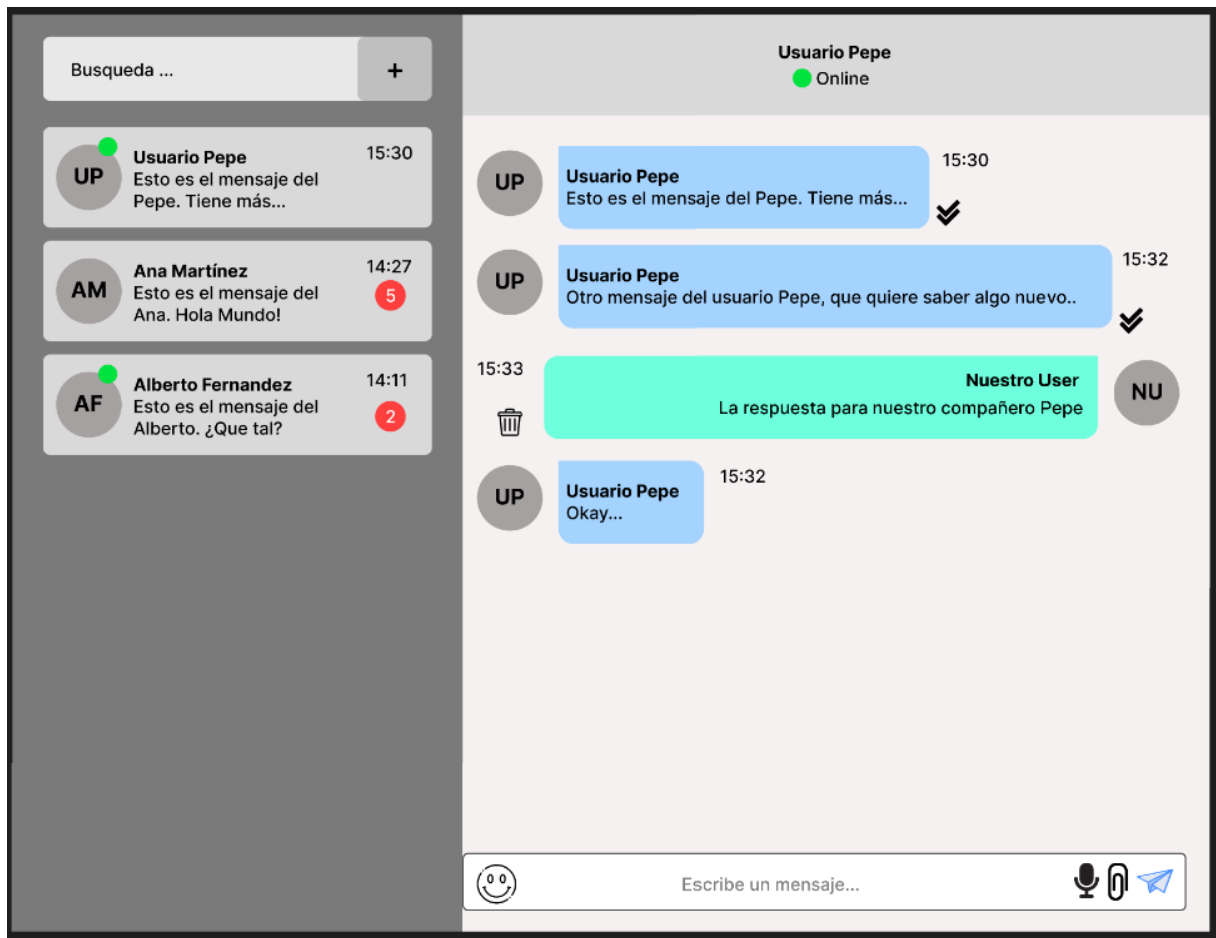 Busqueda ...
+
UP
Usuario Pepe
15:30
Esto es el mensaje del
Pepe. Tiene más...
AM
Ana Martínez
14:27
Esto es el mensaje del
5
Ana. Hola Mundo!
AF
Alberto Fernandez
14:11
Esto es el mensaje del
2
Alberto. ¿Que tal?
Usuario Pepe
Online
UP
Usuario Pepe
15:30
Esto es el mensaje del Pepe. Tiene más...
UP
Usuario Pepe
15:32
Otro mensaje del usuario Pepe, que quiere saber algo nuevo..
15:33
Nuestro User
La respuesta para nuestro compañero Pepe
NU
UP
Usuario Pepe
15:32
Okay...
Escribe un mensaje...